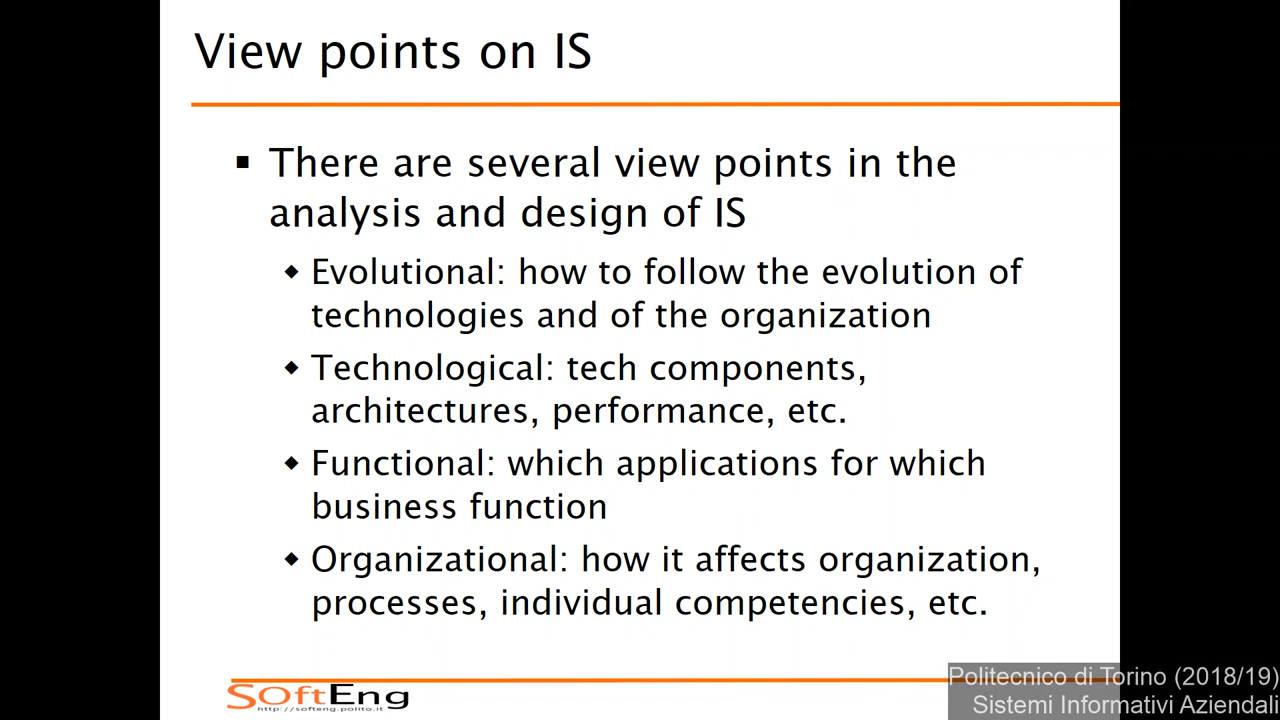 View points on IS
▪ There are several view points in the
analysis and design of IS
◆ Evolutional: how to follow the evolution of
technologies and of the organization
◆ Technological: tech components,
architectures, performance, etc.
◆ Functional: which applications for which
business function
◆ Organizational: how it affects organization,
processes, individual competencies, etc.
SOftEng
http://softeng.polito.it
Politecnico di Torino (2018/19)
Sistemi Informativi Aziendali